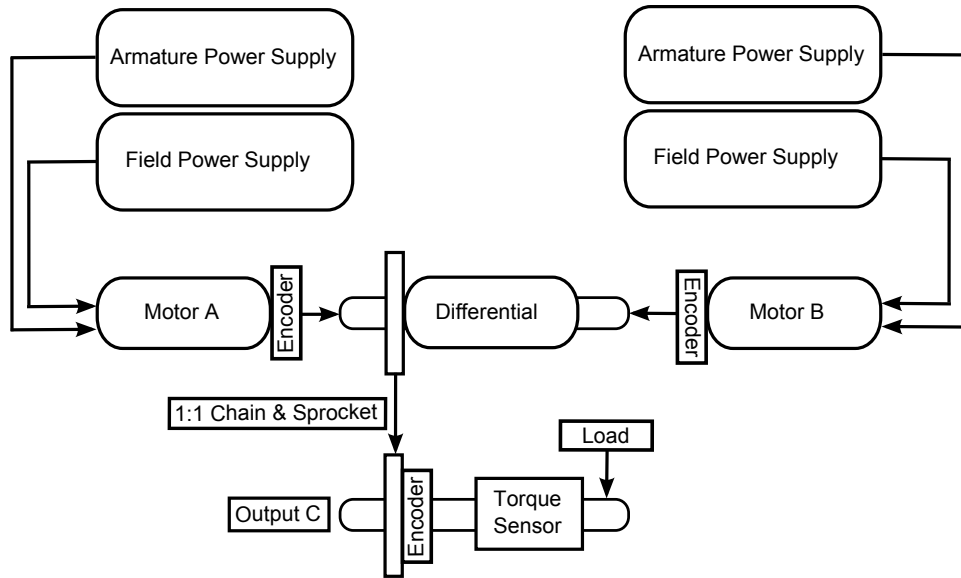 Armature Power Supply
Armature Power Supply
Field Power Supply
Field Power Supply
Motor A
Encoder
Differential
Encoder
Motor B
1:1 Chain & Sprocket
Load
Output C
Encoder
Torque
Sensor